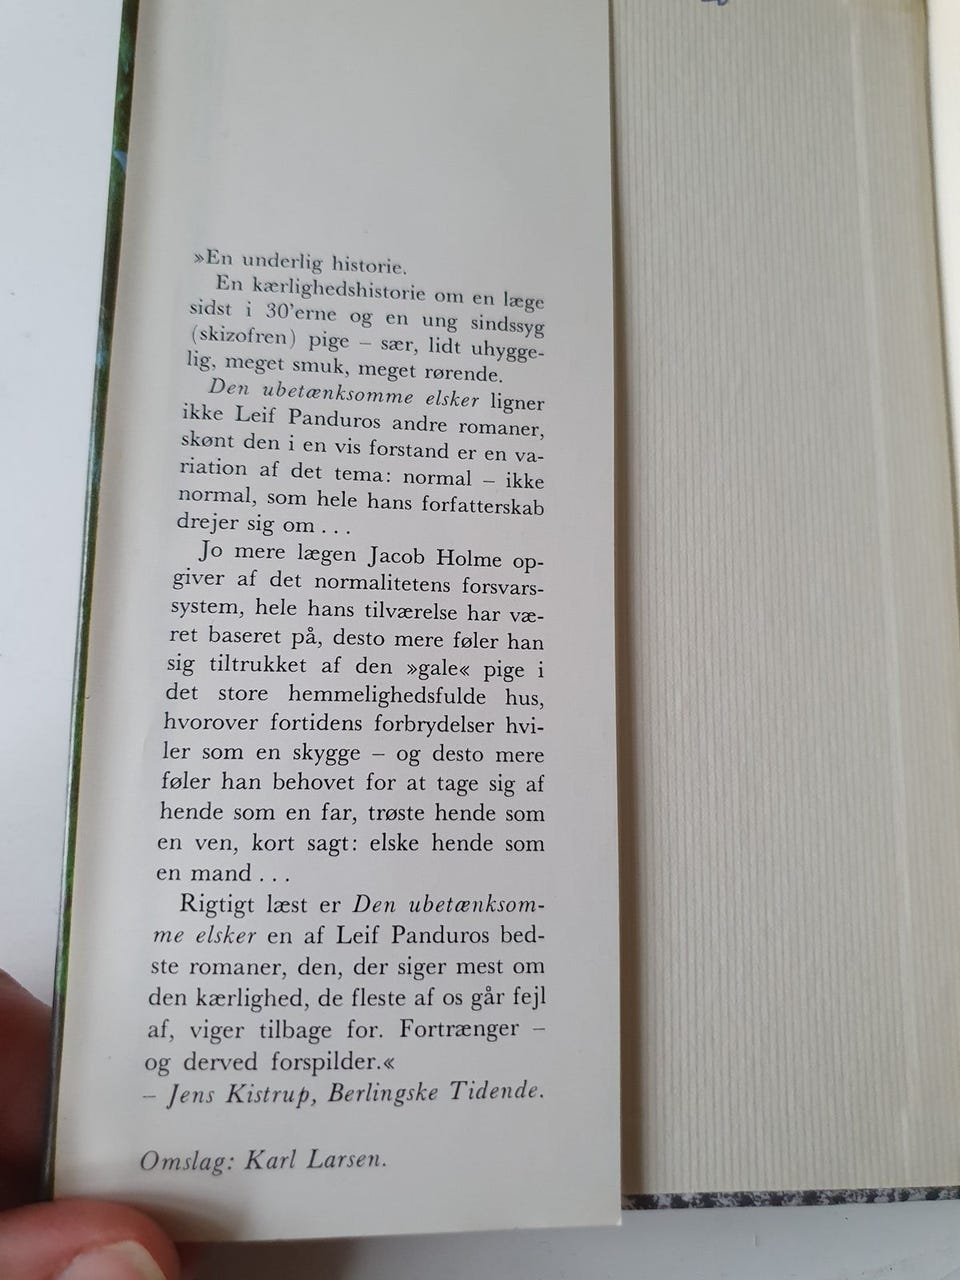 »En underlig historie.
En kærlighedshistorie om en læge
sidst i 30'erne og en ung sindssyg
(skizofren) pige – sær, lidt uhygge-
lig, meget smuk, meget rørende.
Den ubetænksomme elsker ligner
ikke Leif Panduros andre romaner,
skønt den i en vis forstand er en va-
riation af det tema: normal – ikke
normal, som hele hans forfatterskab
drejer sig om . . .
Jo mere lægen Jacob Holme op-
giver af det normalitetens forsvars-
system, hele hans tilværelse har væ-
ret baseret på, desto mere føler han
sig tiltrukket af den »gale« pige i
det store hemmelighedsfulde hus,
hvorover fortidens forbrydelser hvi-
ler som en skygge – og desto mere
føler han behovet for at tage sig af
hende som en far, trøste hende som
en ven, kort sagt: elske hende som
en mand . . .
Rigtigt læst er Den ubetænksom-
me elsker en af Leif Panduros bed-
ste romaner, den, der siger mest om
den kærlighed, de fleste af os går fejl
af, viger tilbage for. Fortrænger –
og derved forspilder.«
– Jens Kistrup, Berlingske Tidende.
Omslag: Karl Larsen.